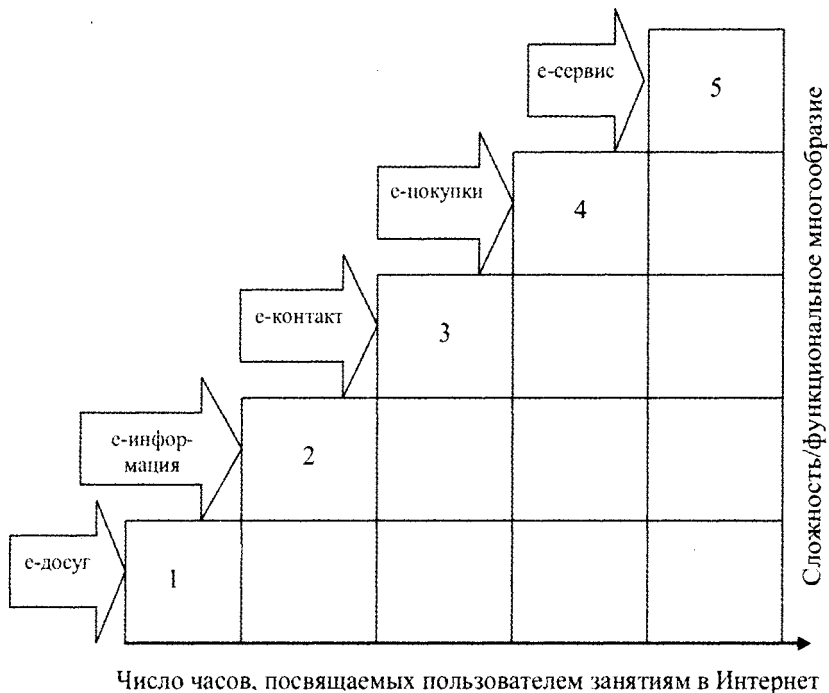 е-сервис
5
е-покупки
4
е-контакт
3
е-инфор-
мация
2
е-досуг
1
Сложность/функциональное многообразие
Число часов, посвящаемых пользователем занятиям в Интернет